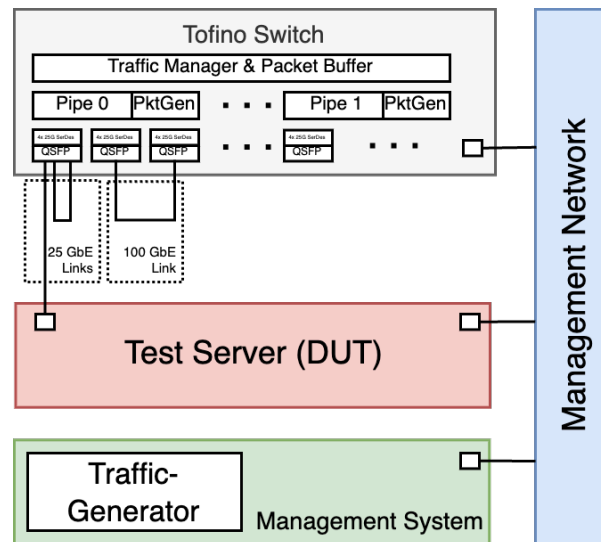 Tofino Switch
Traffic Manager & Packet Buffer
Pipe 0 PktGen . . . Pipe 1 PktGen
4x 25G SerDes 4x 25G SerDes 4x 25G SerDes 4x 25G SerDes
QSFP QSFP QSFP . . . QSFP . . .
25 GbE
Links
100 GbE
Link
Test Server (DUT)
Traffic-
Generator
Management System
Management Network